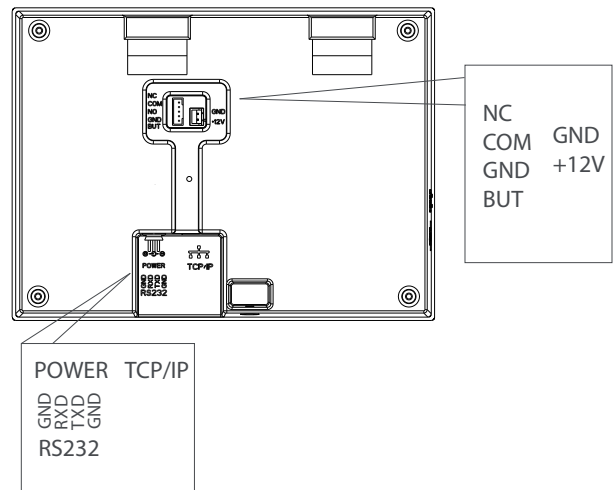 NC
COM
NO
GND
BUT
GND
+12V
POWER
TCP/IP
GND
RXD
TXD
GND
RS232
NC
COM
GND
BUT
GND
+12V
POWER TCP/IP
GND
RXD
TXD
GND
RS232